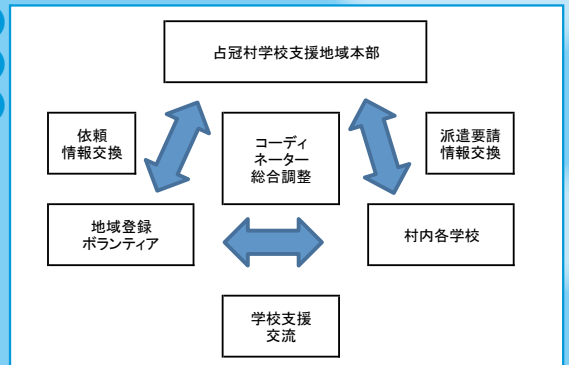 占冠村学校支援地域本部
依頼
情報交換
コーディ
ネーター
総合調整
派遣要請
情報交換
地域登録
ボランティア
村内各学校
学校支援
交流